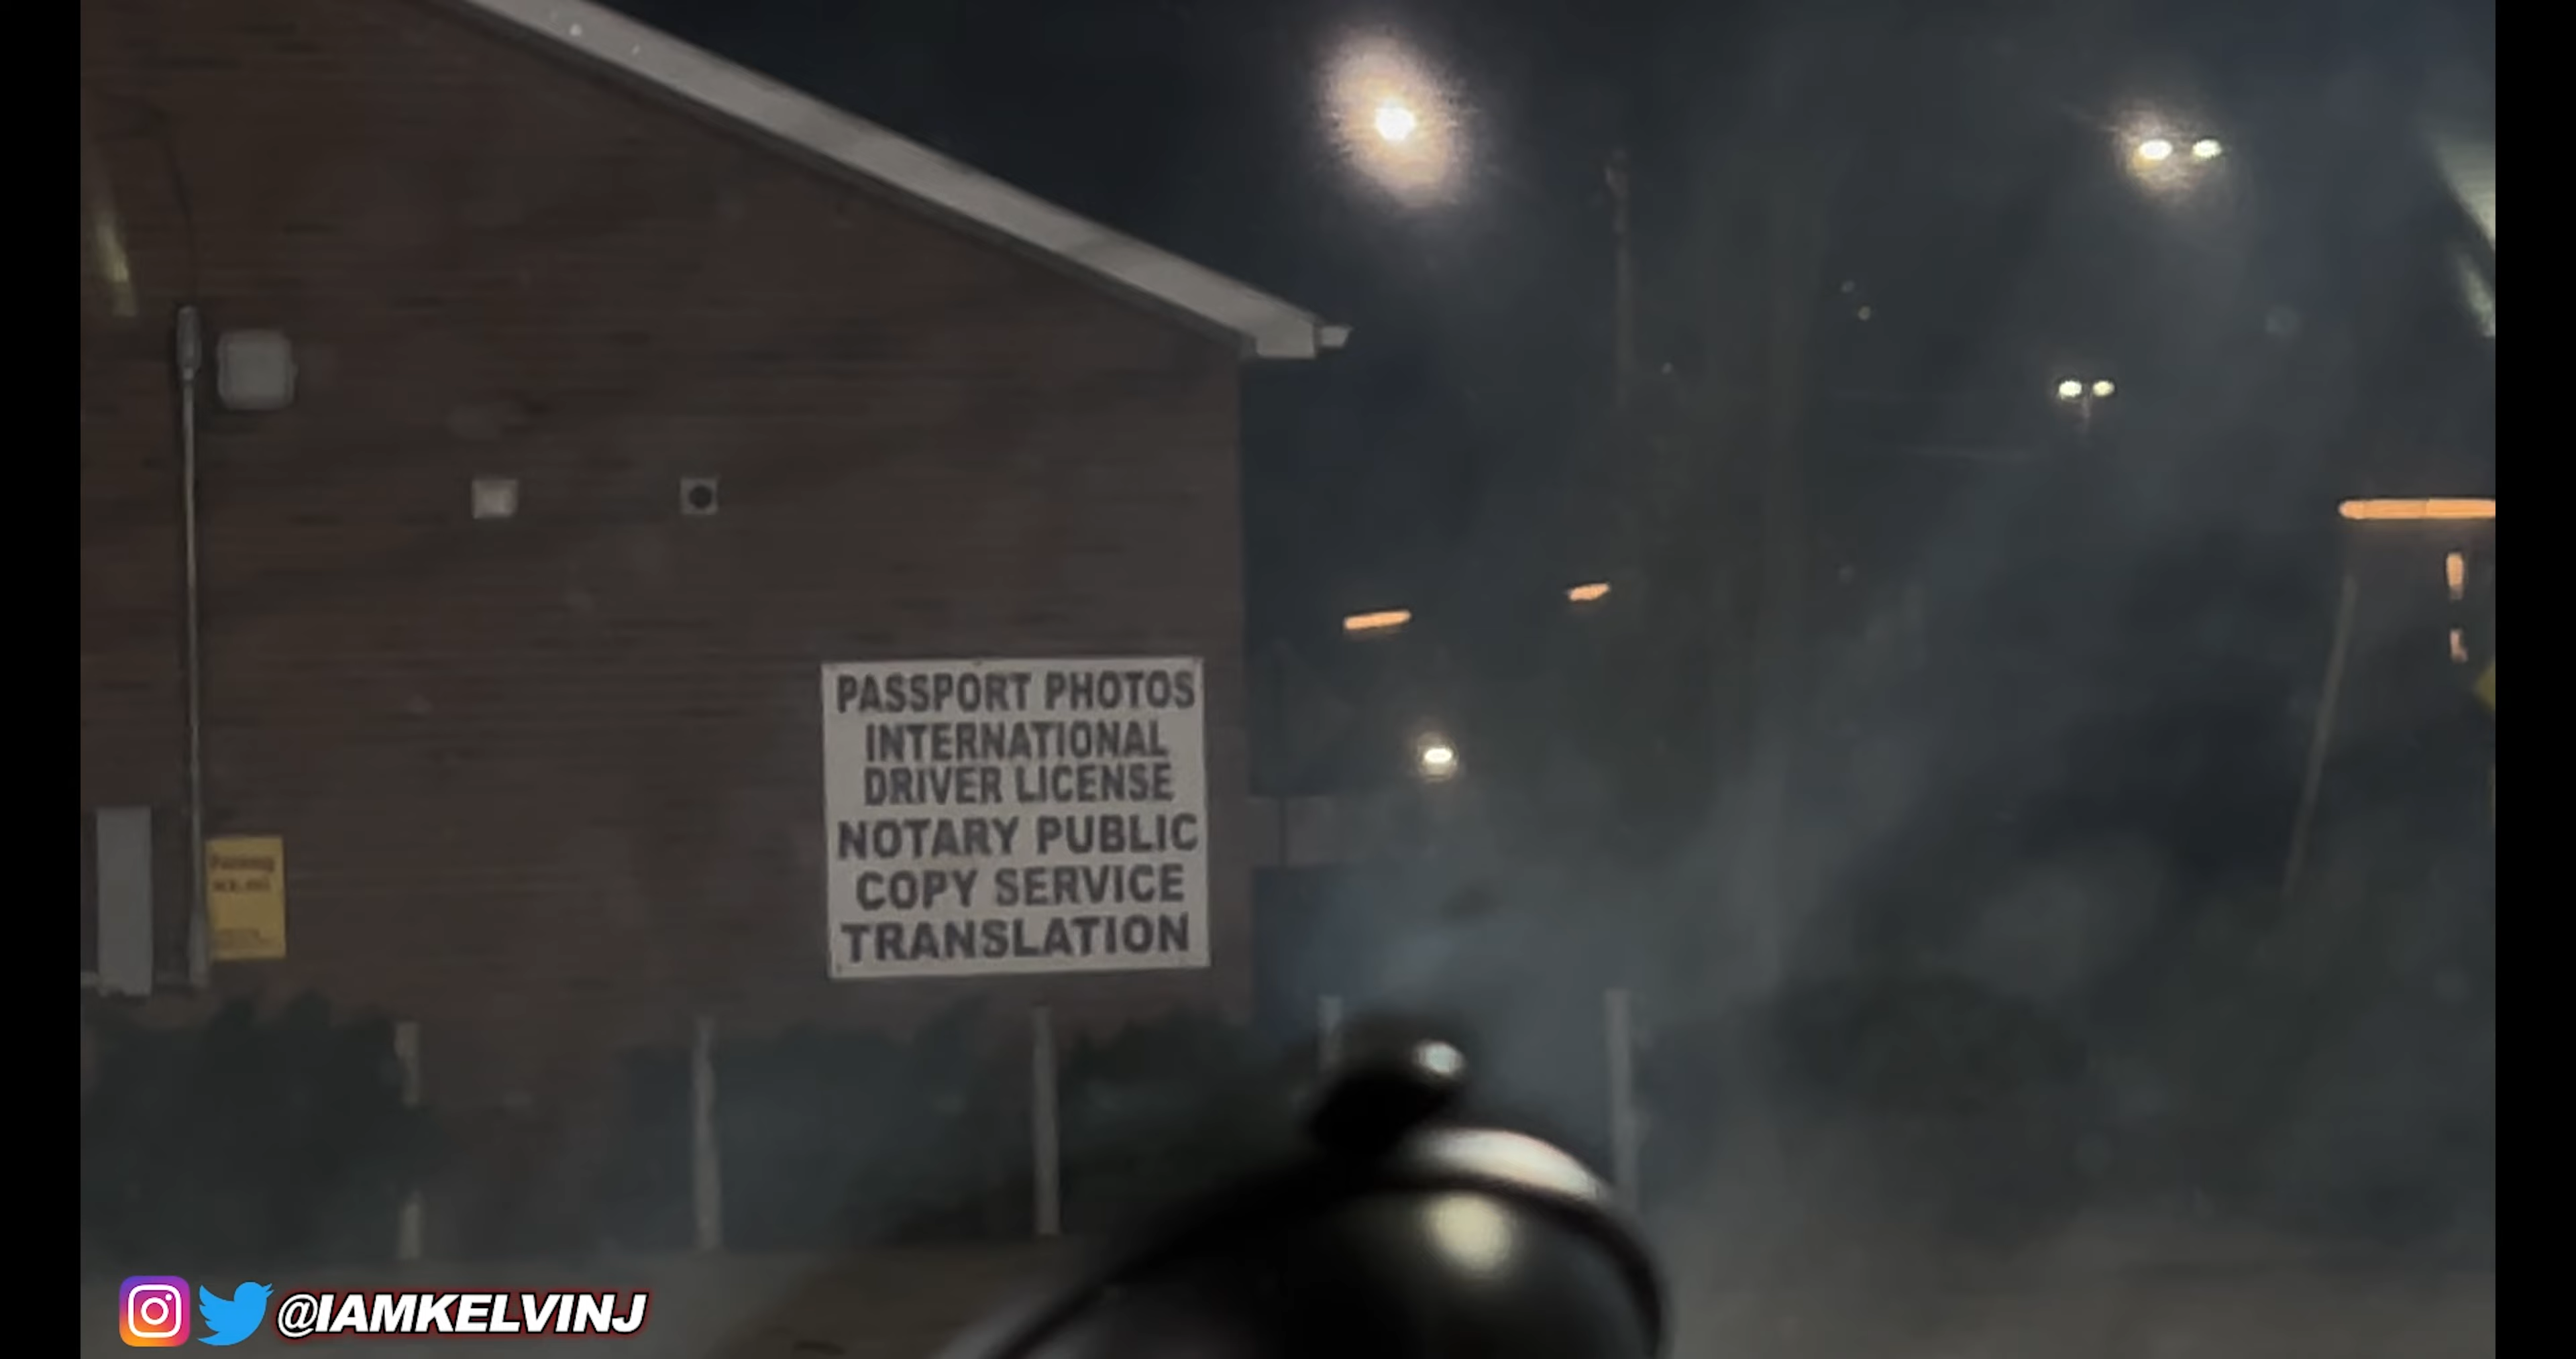 PASSPORT PHOTOS
INTERNATIONAL
DRIVER LICENSE
NOTARY PUBLIC
COPY SERVICE
TRANSLATION
@IAMKELVINJ